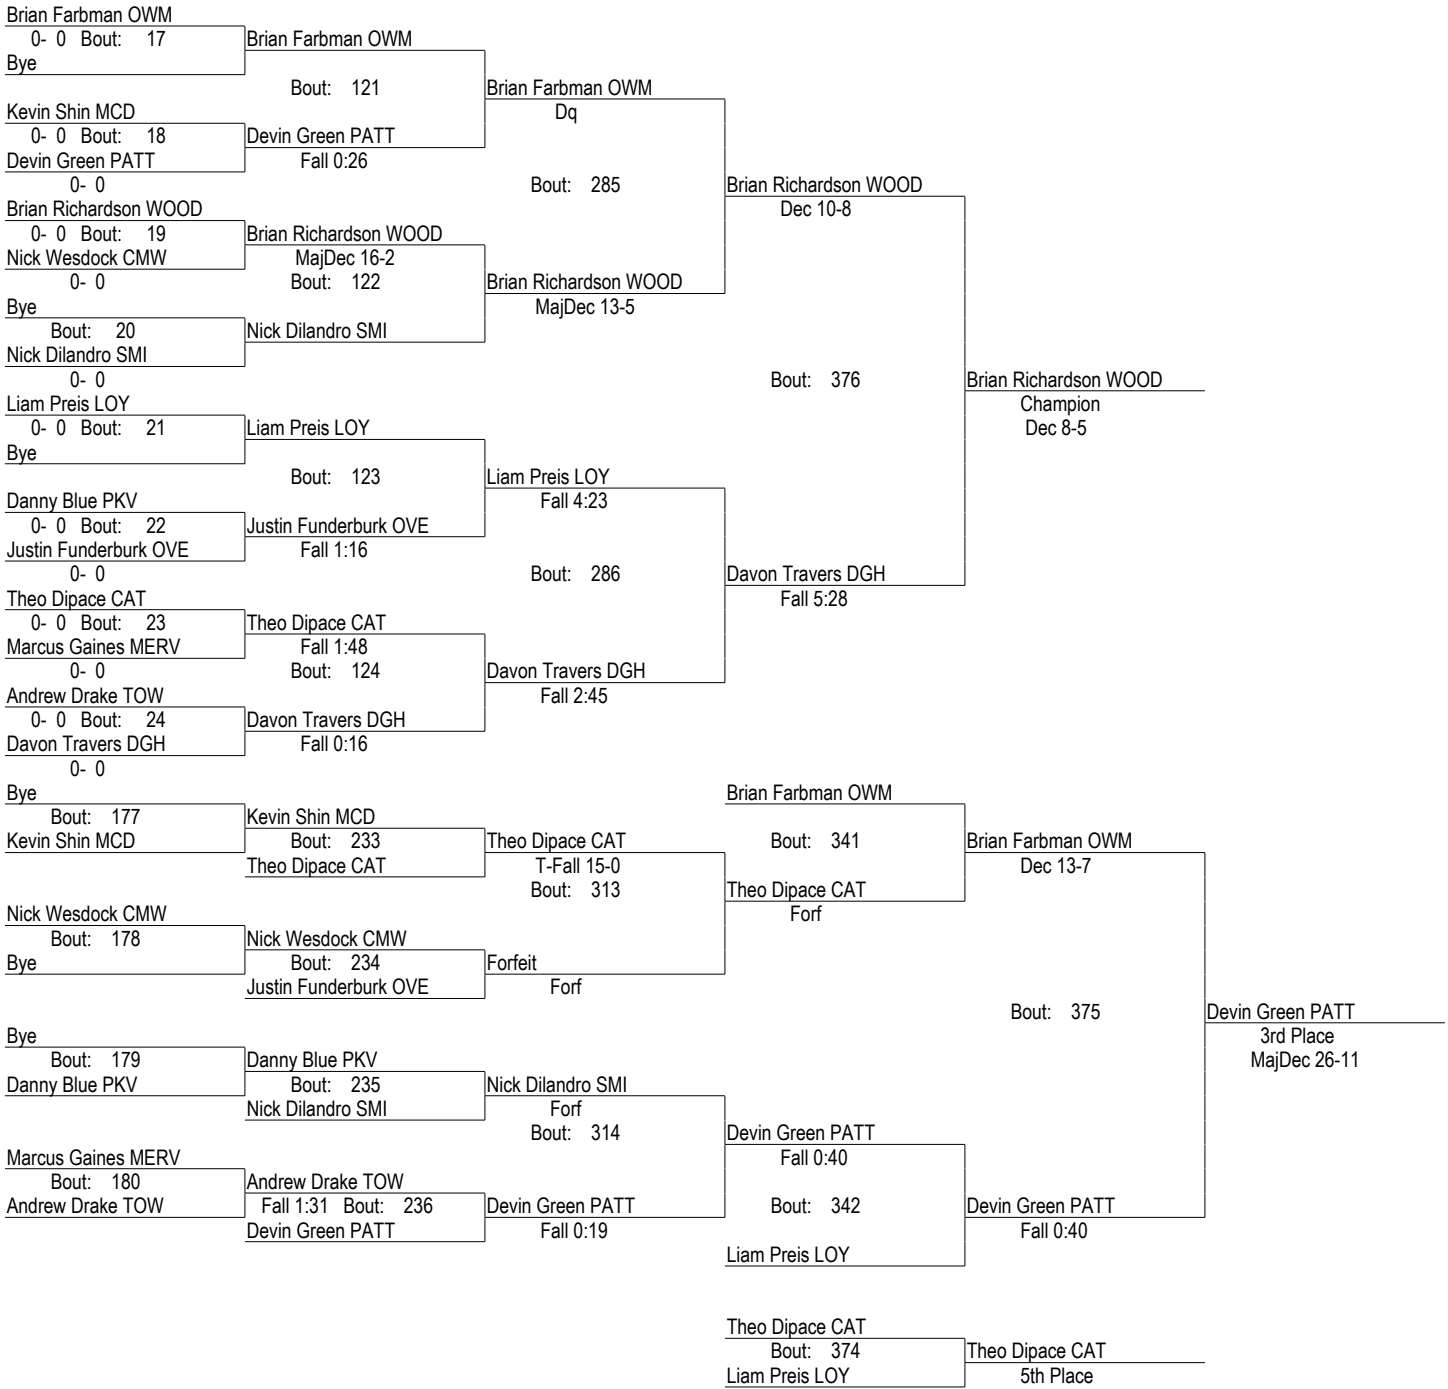 Brian Farbman OWM
0- 0 Bout: 17 Brian Farbman OWM
Bye
Bout: 121 Brian Farbman OWM
Kevin Shin MCD Dq
0- 0 Bout: 18 Devin Green PATT
Devin Green PATT Fall 0:26
0- 0 Bout: 285 Brian Richardson WOOD
Brian Richardson WOOD Dec 10-8
0- 0 Bout: 19 Brian Richardson WOOD
Nick Wesdock CMW MajDec 16-2
0- 0 Bout: 122 Brian Richardson WOOD
Bye MajDec 13-5
Bout: 20 Nick Dilandro SMI
Nick Dilandro SMI
0- 0 Bout: 376 Brian Richardson WOOD
Liam Preis LOY Champion
0- 0 Bout: 21 Liam Preis LOY Dec 8-5
Bye
Bout: 123 Liam Preis LOY
Danny Blue PKV Fall 4:23
0- 0 Bout: 22 Justin Funderburk OVE
Justin Funderburk OVE Fall 1:16
0- 0 Bout: 286 Davon Travers DGH
Theo Dipace CAT Fall 5:28
0- 0 Bout: 23 Theo Dipace CAT
Marcus Gaines MERV Fall 1:48
0- 0 Bout: 124 Davon Travers DGH
Andrew Drake TOW Fall 2:45
0- 0 Bout: 24 Davon Travers DGH
Davon Travers DGH Fall 0:16
0- 0
Bye Brian Farbman OWM
Bout: 177 Kevin Shin MCD
Kevin Shin MCD Bout: 233 Theo Dipace CAT Bout: 341 Brian Farbman OWM
Theo Dipace CAT T-Fall 15-0 Dec 13-7
Bout: 313 Theo Dipace CAT
Nick Wesdock CMW Forf
Bout: 178 Nick Wesdock CMW
Bye Bout: 234 Forfeit
Justin Funderburk OVE Forf
Bout: 375 Devin Green PATT
Bye 3rd Place
Bout: 179 Danny Blue PKV MajDec 26-11
Danny Blue PKV Bout: 235 Nick Dilandro SMI
Nick Dilandro SMI Forf
Bout: 314 Devin Green PATT
Marcus Gaines MERV Fall 0:40
Bout: 180 Andrew Drake TOW
Andrew Drake TOW Fall 1:31 Bout: 236 Devin Green PATT Bout: 342 Devin Green PATT
Devin Green PATT Fall 0:19 Fall 0:40
Liam Preis LOY
Theo Dipace CAT
Bout: 374 Theo Dipace CAT
Liam Preis LOY 5th Place